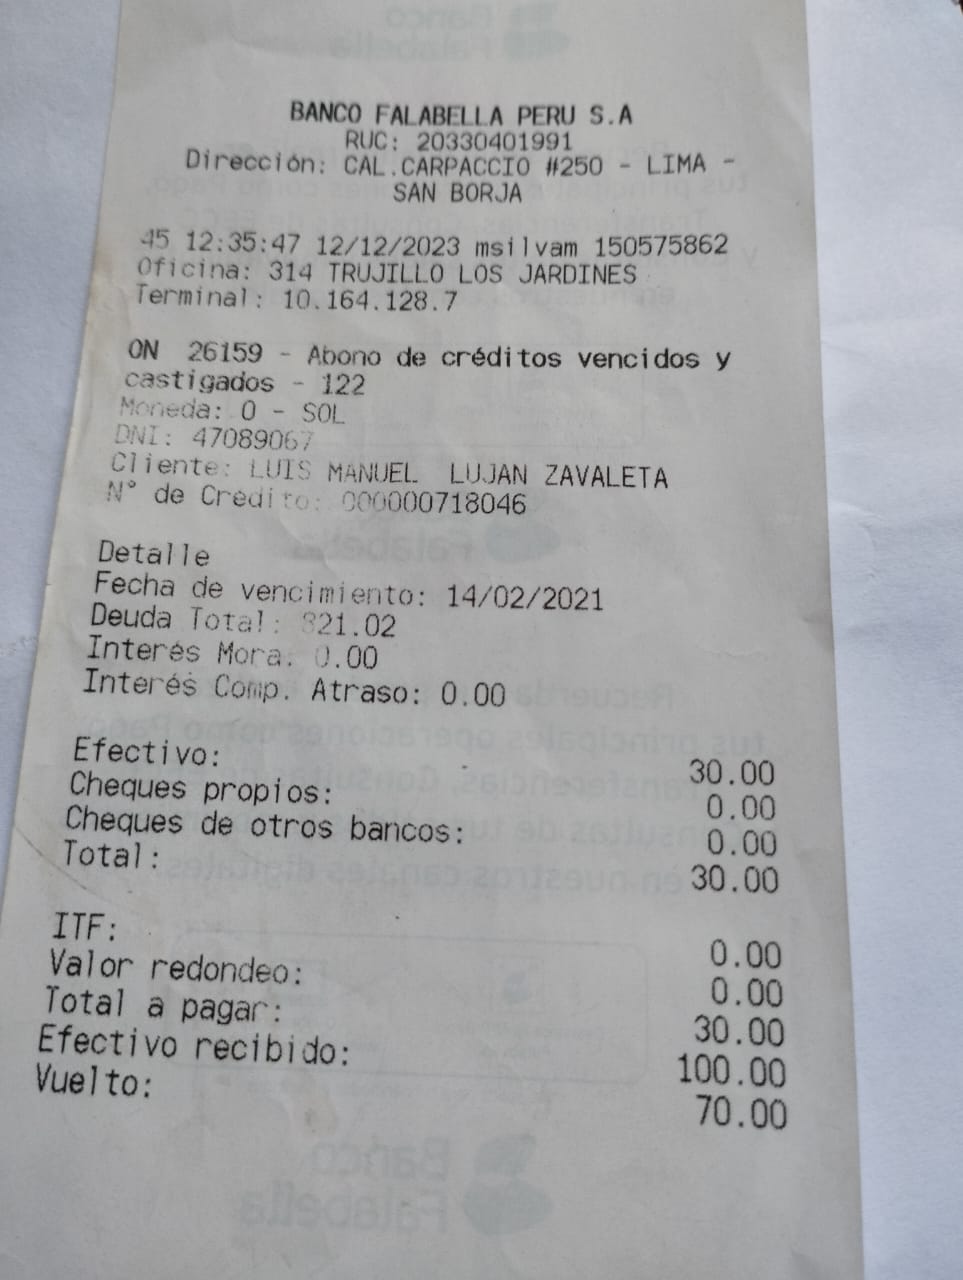 BANCO FALABELLA PERU S.A
RUC: 20330401991
Dirección: CAL.CARPACCIO #250 - LIMA -
SAN BORJA
45 12:35:47 12/12/2023 msilvam 150575862
Oficina: 314 TRUJILLO LOS JARDINES
Terminal: 10.164.128.7
ON 26159 - Abono de créditos vencidos y
castigados - 122
Moneda: 0 - SOL
DNI: 47089067
Cliente: LUIS MANUEL LUJAN ZAVALETA
N° de Crédito: 000000718046
Detalle
Fecha de vencimiento: 14/02/2021
Deuda Total: 821.02
Interés Mora: 0.00
Interés Comp. Atraso: 0.00
Efectivo: 30.00
Cheques propios: 0.00
Cheques de otros bancos: 0.00
Total: 30.00
ITF: 0.00
Valor redondeo: 0.00
Total a pagar: 30.00
Efectivo recibido: 100.00
Vuelto: 70.00